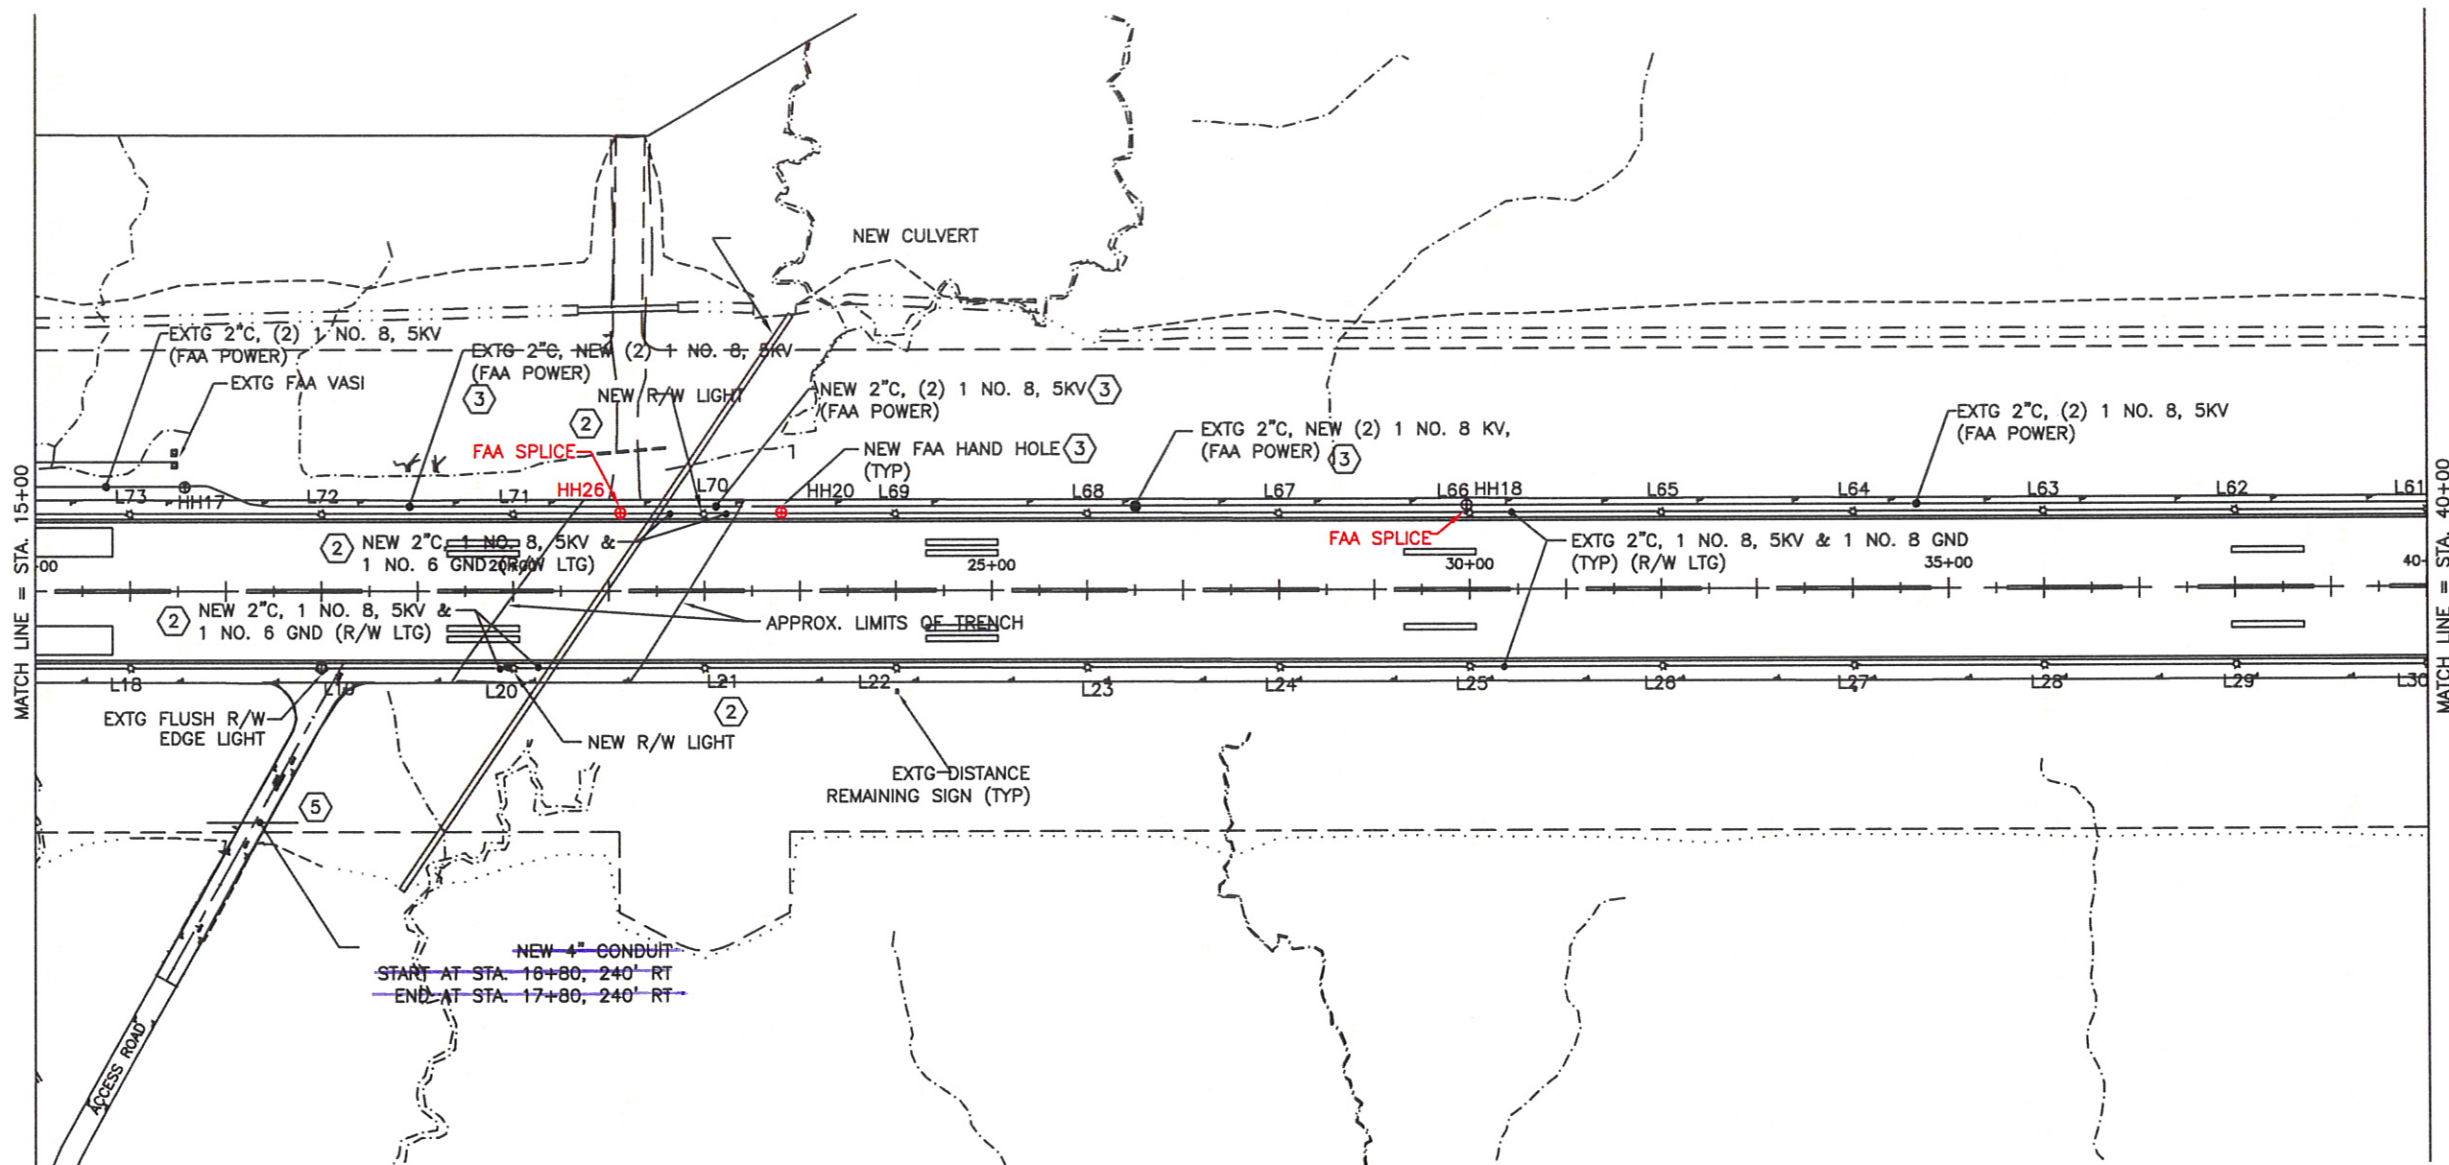 NEW CULVERT
EXTG 2"C, (2) 1 NO. 8, 5KV
(FAA POWER)
EXTG FAA VASI
EXTG 2"C, NEW (2) 1 NO. 8, 5KV
(FAA POWER)
3
NEW R/W LIGHT
2
NEW 2"C, (2) 1 NO. 8, 5KV
3
(FAA POWER)
FAA SPLICE
NEW FAA HAND HOLE
3
(TYP)
EXTG 2"C, NEW (2) 1 NO. 8 KV,
(FAA POWER)
3
EXTG 2"C, (2) 1 NO. 8, 5KV
(FAA POWER)
L73
HH17
L72
L71
HH26
L70
HH20
L69
L68
L67
L66
HH18
L65
L64
L63
L62
L61
FAA SPLICE
2
NEW 2"C, 1 NO. 8, 5KV &
1 NO. 6 GND (R/W LTG)
EXTG 2"C, 1 NO. 8, 5KV & 1 NO. 8 GND
(TYP) (R/W LTG)
+00
20+00
25+00
30+00
35+00
40+
2
NEW 2"C, 1 NO. 8, 5KV &
1 NO. 6 GND (R/W LTG)
APPROX. LIMITS OF TRENCH
L18
L19
L20
L21
L22
L23
L24
L25
L26
L27
L28
L29
L30
EXTG FLUSH R/W
EDGE LIGHT
2
NEW R/W LIGHT
EXTG DISTANCE
REMAINING SIGN (TYP)
5
NEW 4" CONDUIT
START AT STA. 16+80, 240' RT
END AT STA. 17+80, 240' RT
ACCESS ROAD
MATCH LINE = STA. 15+00
MATCH LINE = STA. 40+00